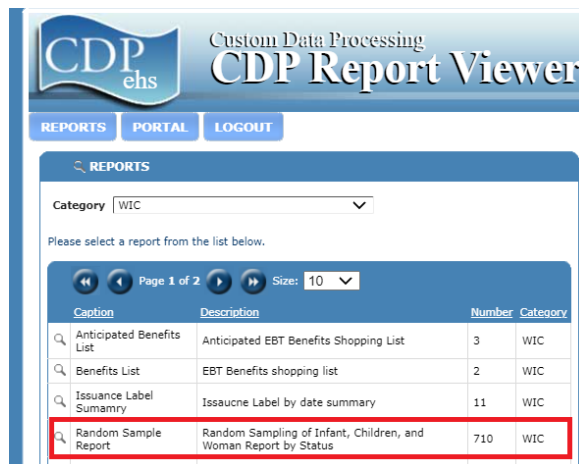 CDP
ehs
Custom Data Processing
CDP Report Viewer
REPORTS PORTAL LOGOUT
REPORTS
Category WIC
Please select a report from the list below.
Page 1 of 2 Size: 10
Caption Description Number Category
Anticipated Benefits
List
Anticipated EBT Benefits Shopping List 3 WIC
Benefits List EBT Benefits shopping list 2 WIC
Issuance Label
Sumamry
Issaucne Label by date summary 11 WIC
Random Sample
Report
Random Sampling of Infant, Children, and
Woman Report by Status
710 WIC